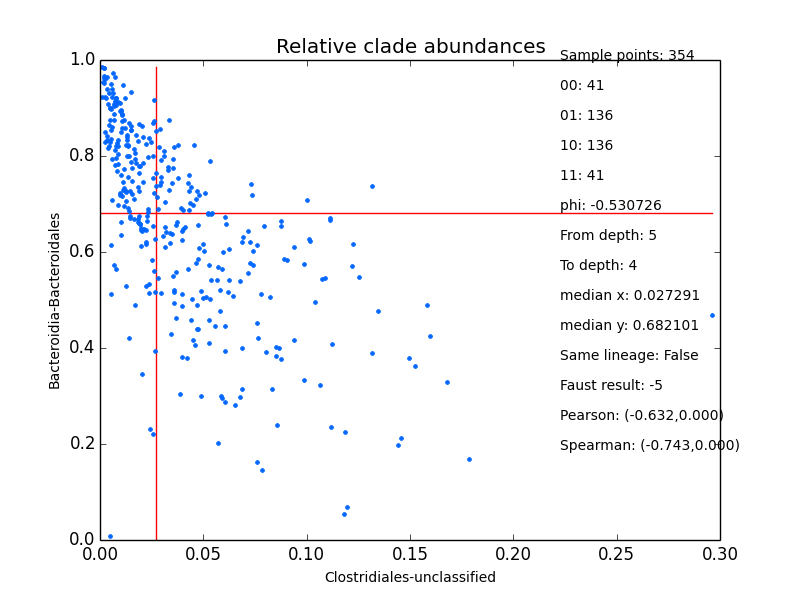 Relative clade abundances
Sample points: 354
00: 41
01: 136
10: 136
11: 41
phi: -0.530726
From depth: 5
To depth: 4
median x: 0.027291
median y: 0.682101
Same lineage: False
Faust result: -5
Pearson: (-0.632,0.000)
Spearman: (-0.743,0.000)
Bacteroidia-Bacteroidales
1.0
0.8
0.6
0.4
0.2
0.0
0.00 0.05 0.10 0.15 0.20 0.25 0.30
Clostridiales-unclassified